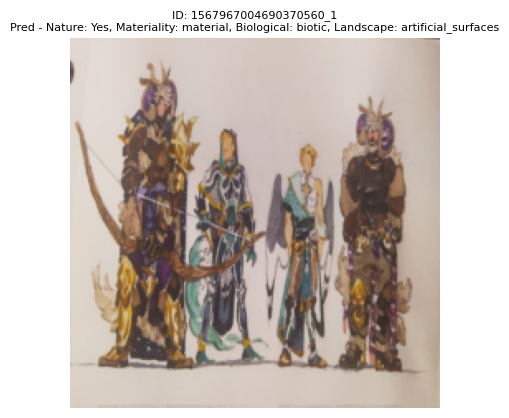 ID: 1567967004690370560_1
Pred - Nature: Yes, Materiality: material, Biological: biotic, Landscape: artificial_surfaces